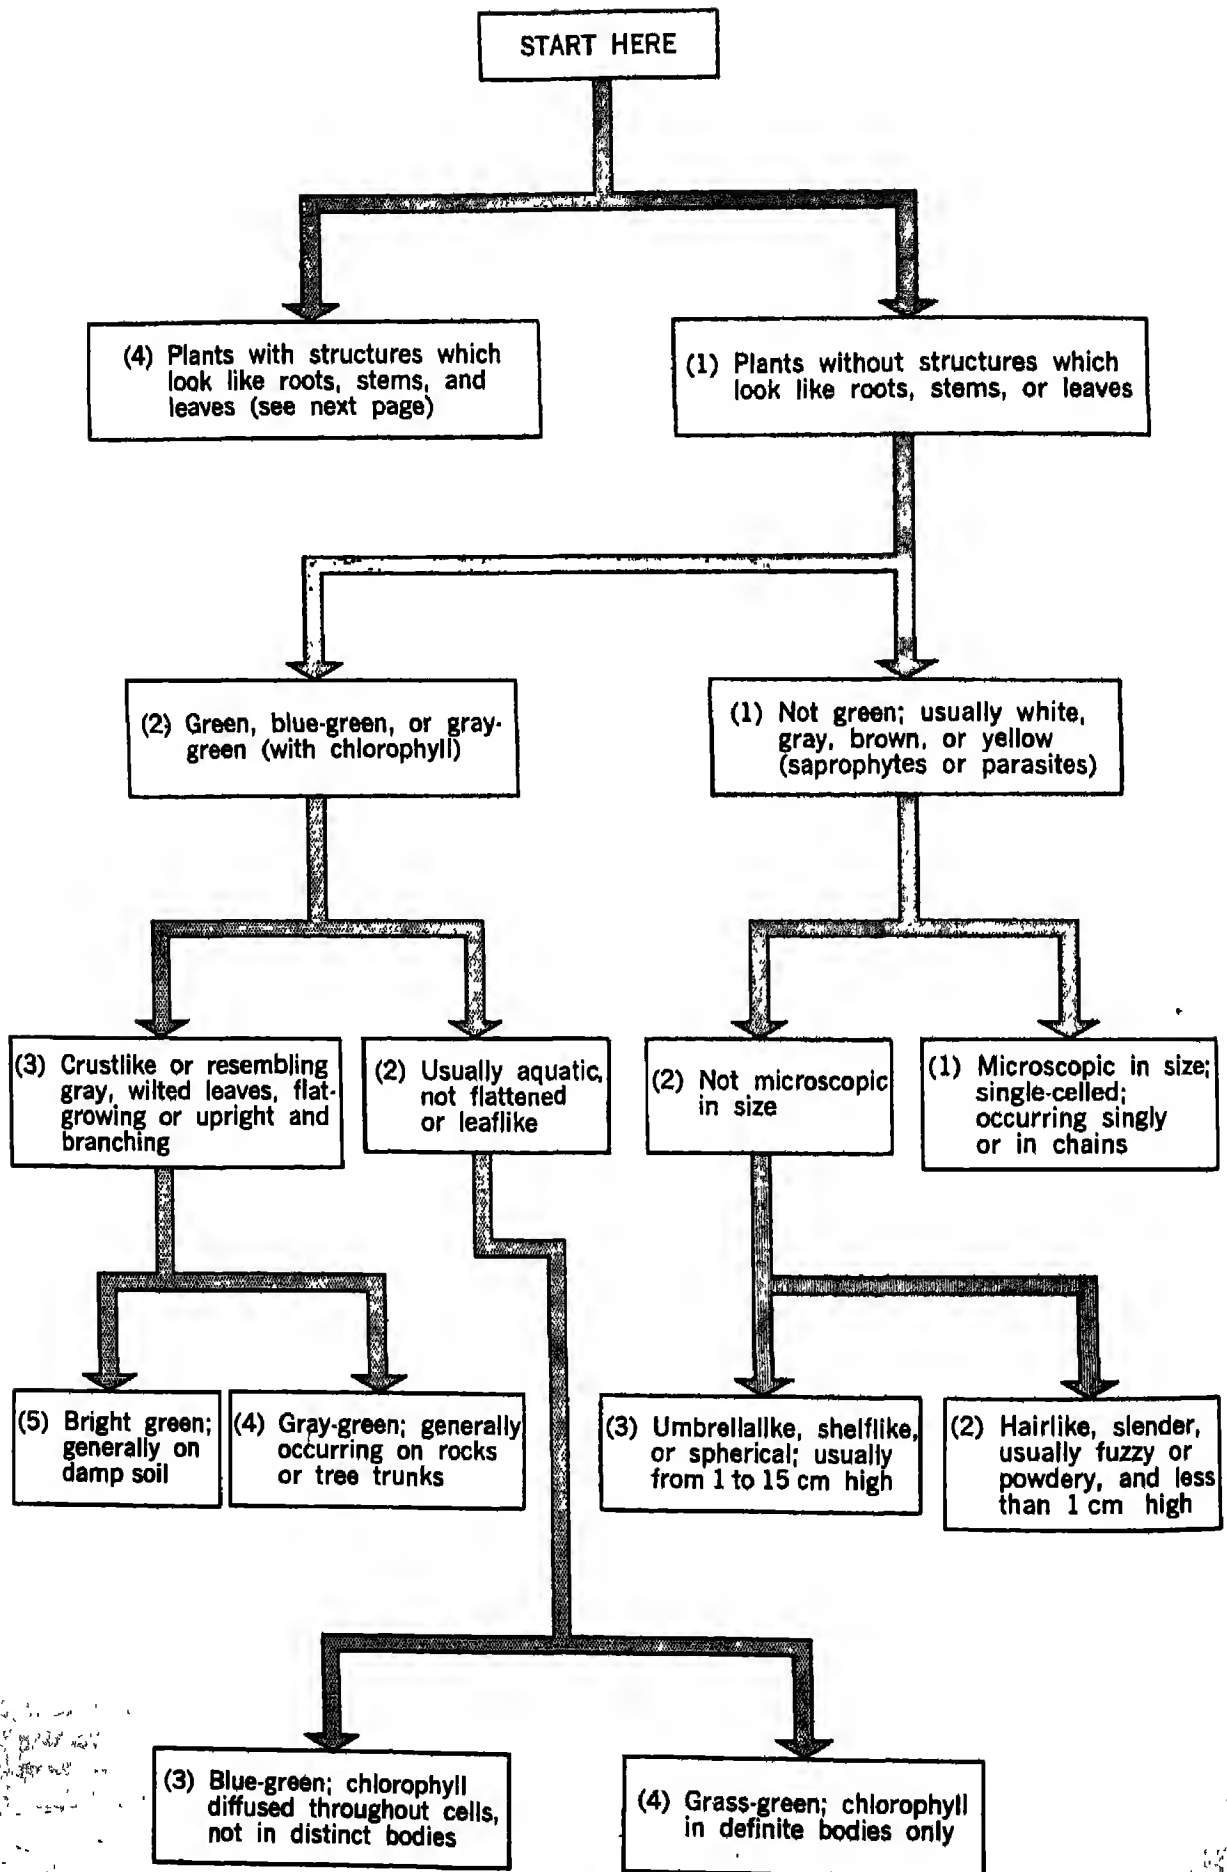 START HERE
(4) Plants with structures which
look like roots, stems, and
leaves (see next page)
(1) Plants without structures which
look like roots, stems, or leaves
(2) Green, blue-green, or gray-
green (with chlorophyll)
(1) Not green; usually white,
gray, brown, or yellow
(saprophytes or parasites)
(3) Crustlike or resembling
gray, wilted leaves, flat-
growing or upright and
branching
(2) Usually aquatic,
not flattened
or leaflike
(2) Not microscopic
in size
(1) Microscopic in size;
single-celled;
occurring singly
or in chains
(5) Bright green;
generally on
damp soil
(4) Gray-green; generally
occurring on rocks
or tree trunks
(3) Umbrellalike, shelflike,
or spherical; usually
from 1 to 15 cm high
(2) Hairlike, slender,
usually fuzzy or
powdery, and less
than 1 cm high
(3) Blue-green; chlorophyll
diffused throughout cells,
not in distinct bodies
(4) Grass-green; chlorophyll
in definite bodies only